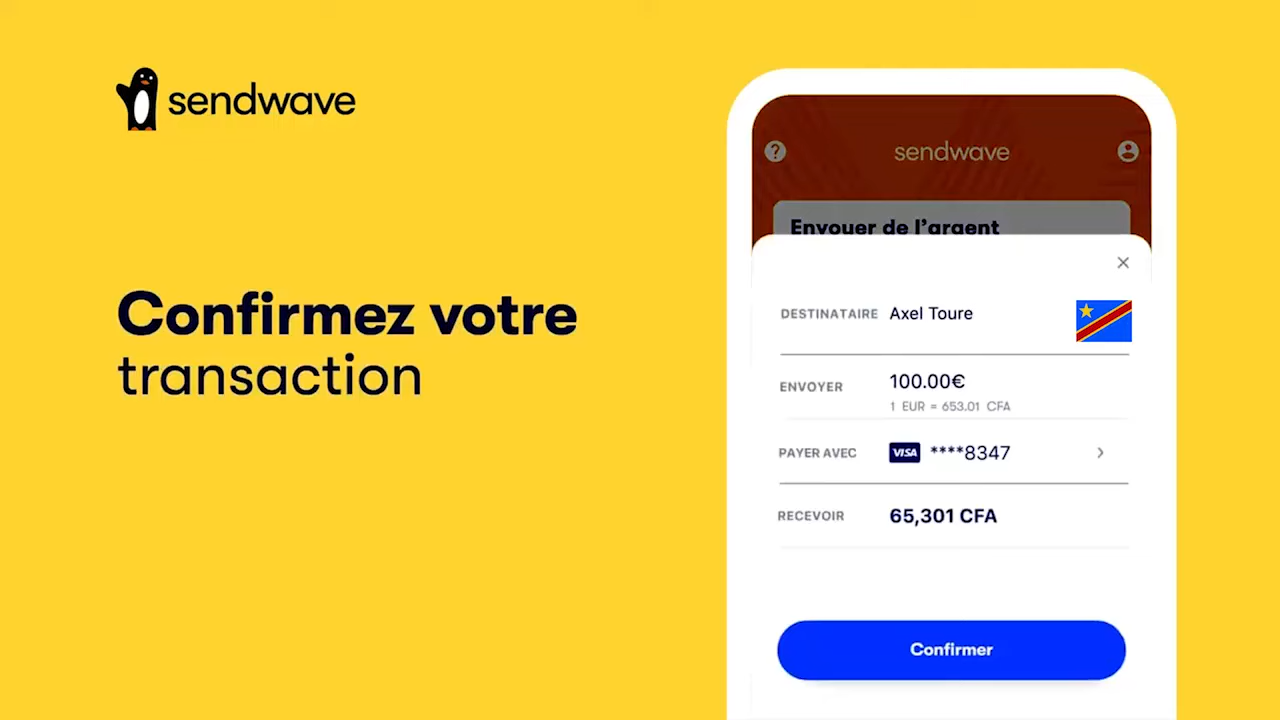 sendwave
Confirmez votre
transaction
?
sendwave
Envoyer de l'argent
DESTINATAIRE Axel Toure
ENVOYER 100.00€
1 EUR = 653.01 CFA
PAYER AVEC VISA ****8347
RECEVOIR 65,301 CFA
Confirmer